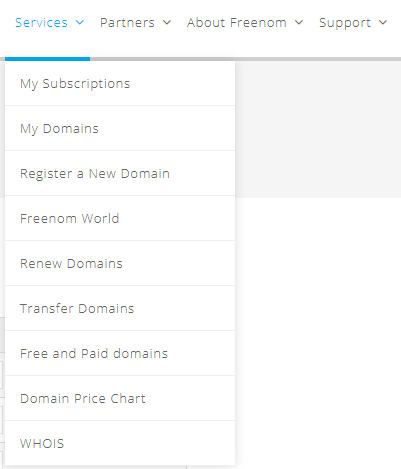 Services Partners About Freenom Support
My Subscriptions
My Domains
Register a New Domain
Freenom World
Renew Domains
Transfer Domains
Free and Paid domains
Domain Price Chart
WHOIS